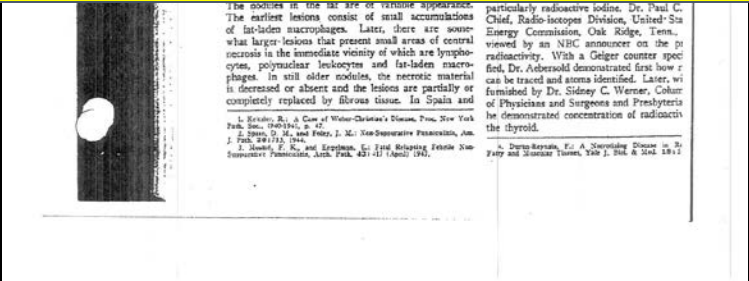 The nodules in the fat are of variable appearance.
The earliest lesions consist of small accumulations
of fat-laden macrophages. Later, there are some-
what larger lesions that present small areas of central
necrosis in the immediate vicinity of which are lympho-
cytes, polynuclear leukocytes and fat-laden macro-
phages. In still older nodules, the necrotic material
is decreased or absent and the lesions are partially or
completely replaced by fibrous tissue. In Spain and
R.: A Case of Weber-Christian's Disease, Proc. New York
Path. Soc., 1940-1941, p. 47.
2. Spain, D. M., and Foley, J. M.: Non-Suppurative Panniculitis, Am.
J. Path. 1944.
3. F. K., and E.: Fatal Relapsing Febrile Non-
Suppurative Panniculitis, Arch. Path. (April) 1947.
particularly radioactive iodine. Dr. Paul C.
Chief, Radio-isotopes Division, United Sta
Energy Commission, Oak Ridge, Tenn.,
viewed by an NBC announcer on the pr
radioactivity. With a Geiger counter speci
fied, Dr. Aebersold demonstrated first how r
can be traced and atoms identified. Later, wi
furnished by Dr. Sidney C. Werner, Colum
of Physicians and Surgeons and Presbyteria
he demonstrated concentration of radioactiv
the thyroid.
4. F.: A Necrotizing Disease in
Fatty and Muscular Tissues, Yale J. Biol. & Med.